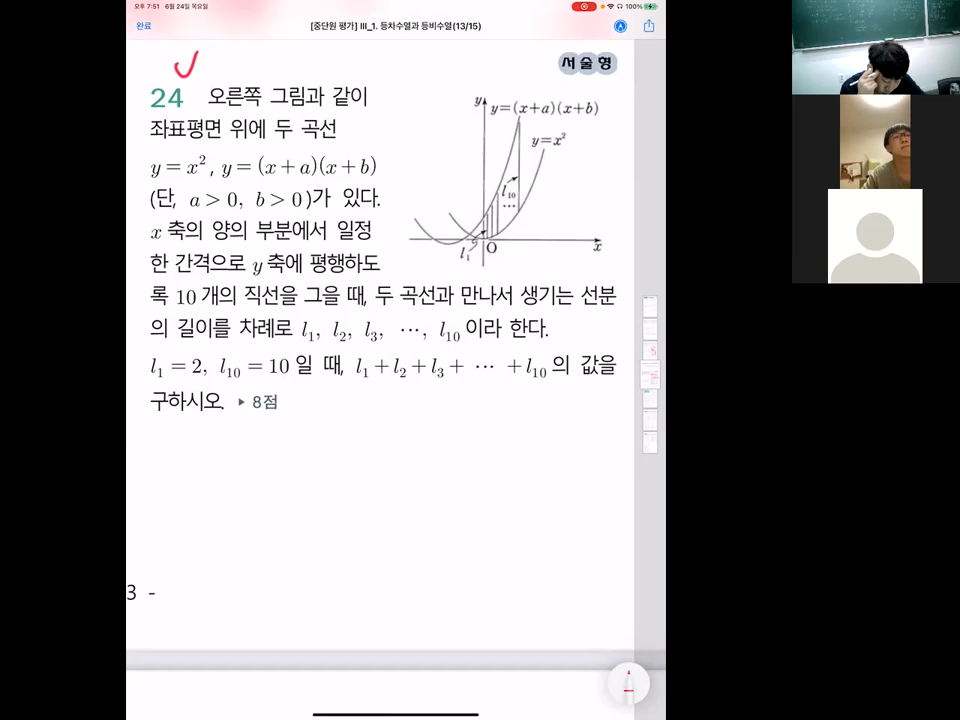 오후 7:51 6월 24일 목요일
100%
완료
[중단원 평가] III_1. 등차수열과 등비수열(13/15)
서술형
24 오른쪽 그림과 같이
좌표평면 위에 두 곡선
y=x², y=(x+a)(x+b)
(단, a>0, b>0)가 있다.
x축의 양의 부분에서 일정
한 간격으로 y축에 평행하도
록 10개의 직선을 그을 때, 두 곡선과 만나서 생기는 선분
의 길이를 차례로 l₁, l₂, l₃, ⋯, l₁₀이라 한다.
l₁=2, l₁₀=10일 때, l₁+l₂+l₃+ ⋯ +l₁₀의 값을
구하시오. ▶ 8점
y
y=(x+a)(x+b)
y=x²
l₁₀
⋯
l₁
O
x
3 -